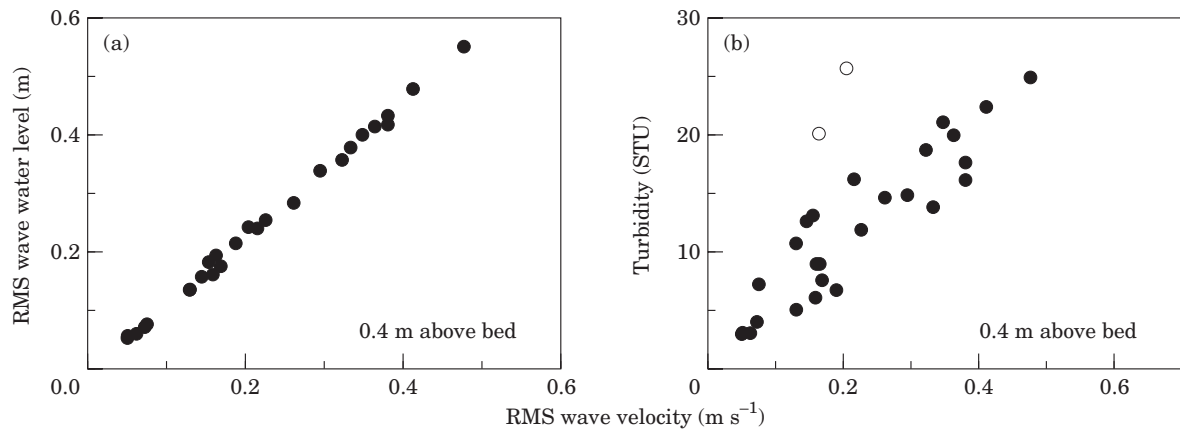 0.6
(a)
0.4
0.2
0.0
0.2
0.4
0.6
RMS wave water level (m)
0.4 m above bed
30
(b)
20
10
0
0.2
0.4
0.6
Turbidity (STU)
0.4 m above bed
RMS wave velocity (m s⁻¹)